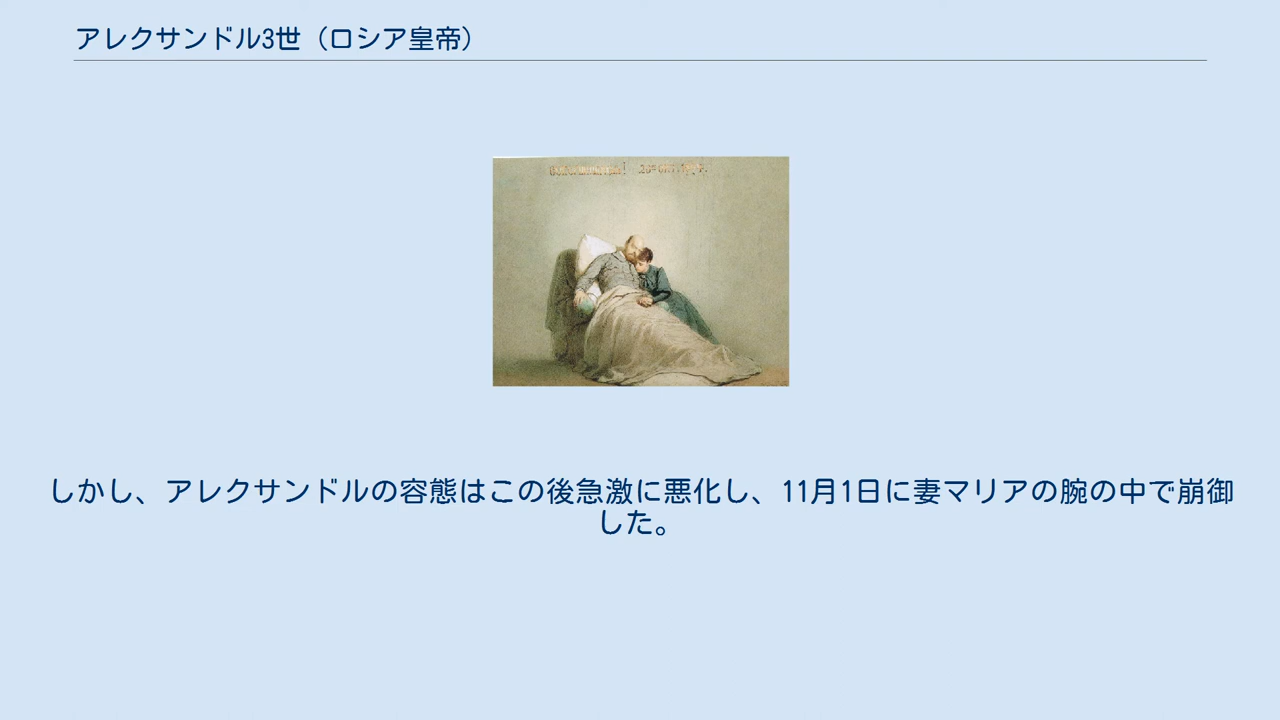 アレクサンドル3世（ロシア皇帝）
しかし、アレクサンドルの容態はこの後急激に悪化し、11月1日に妻マリアの腕の中で崩御
した。